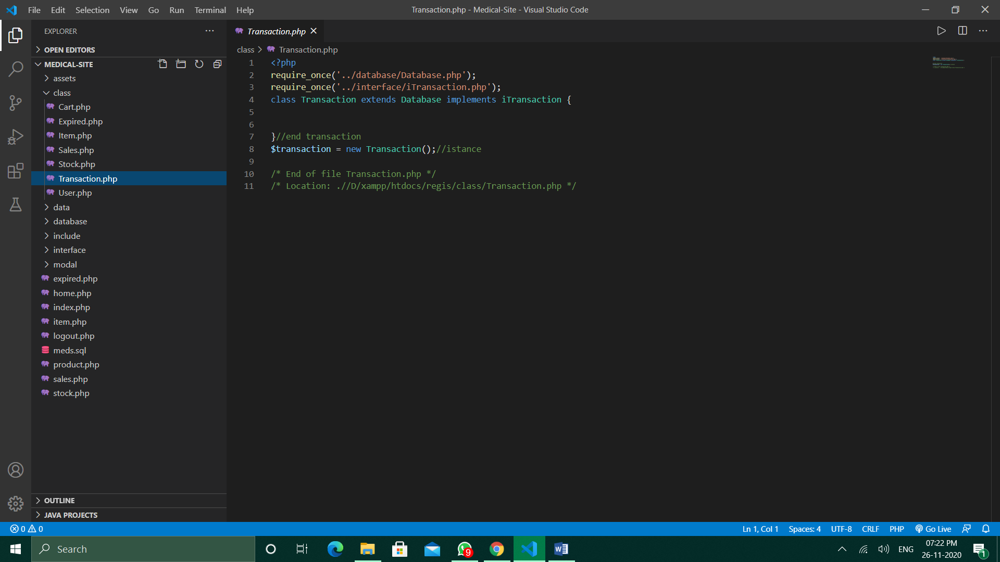 File Edit Selection View Go Run Terminal Help
Transaction.php - Medical-Site - Visual Studio Code
EXPLORER
OPEN EDITORS
MEDICAL-SITE
assets
class
Cart.php
Expired.php
Item.php
Sales.php
Stock.php
Transaction.php
User.php
data
database
include
interface
modal
expired.php
home.php
index.php
item.php
logout.php
meds.sql
product.php
sales.php
stock.php
OUTLINE
JAVA PROJECTS
Transaction.php
class > Transaction.php
1 <?php
2 require_once('../database/Database.php');
3 require_once('../interface/iTransaction.php');
4 class Transaction extends Database implements iTransaction {
5
6
7 }//end transaction
8 $transaction = new Transaction();//istance
9
10 /* End of file Transaction.php */
11 /* Location: .//D/xampp/htdocs/regis/class/Transaction.php */
0 0
Ln 1, Col 1 Spaces: 4 UTF-8 CRLF PHP Go Live
Search
9
W
ENG
07:22 PM
26-11-2020
1